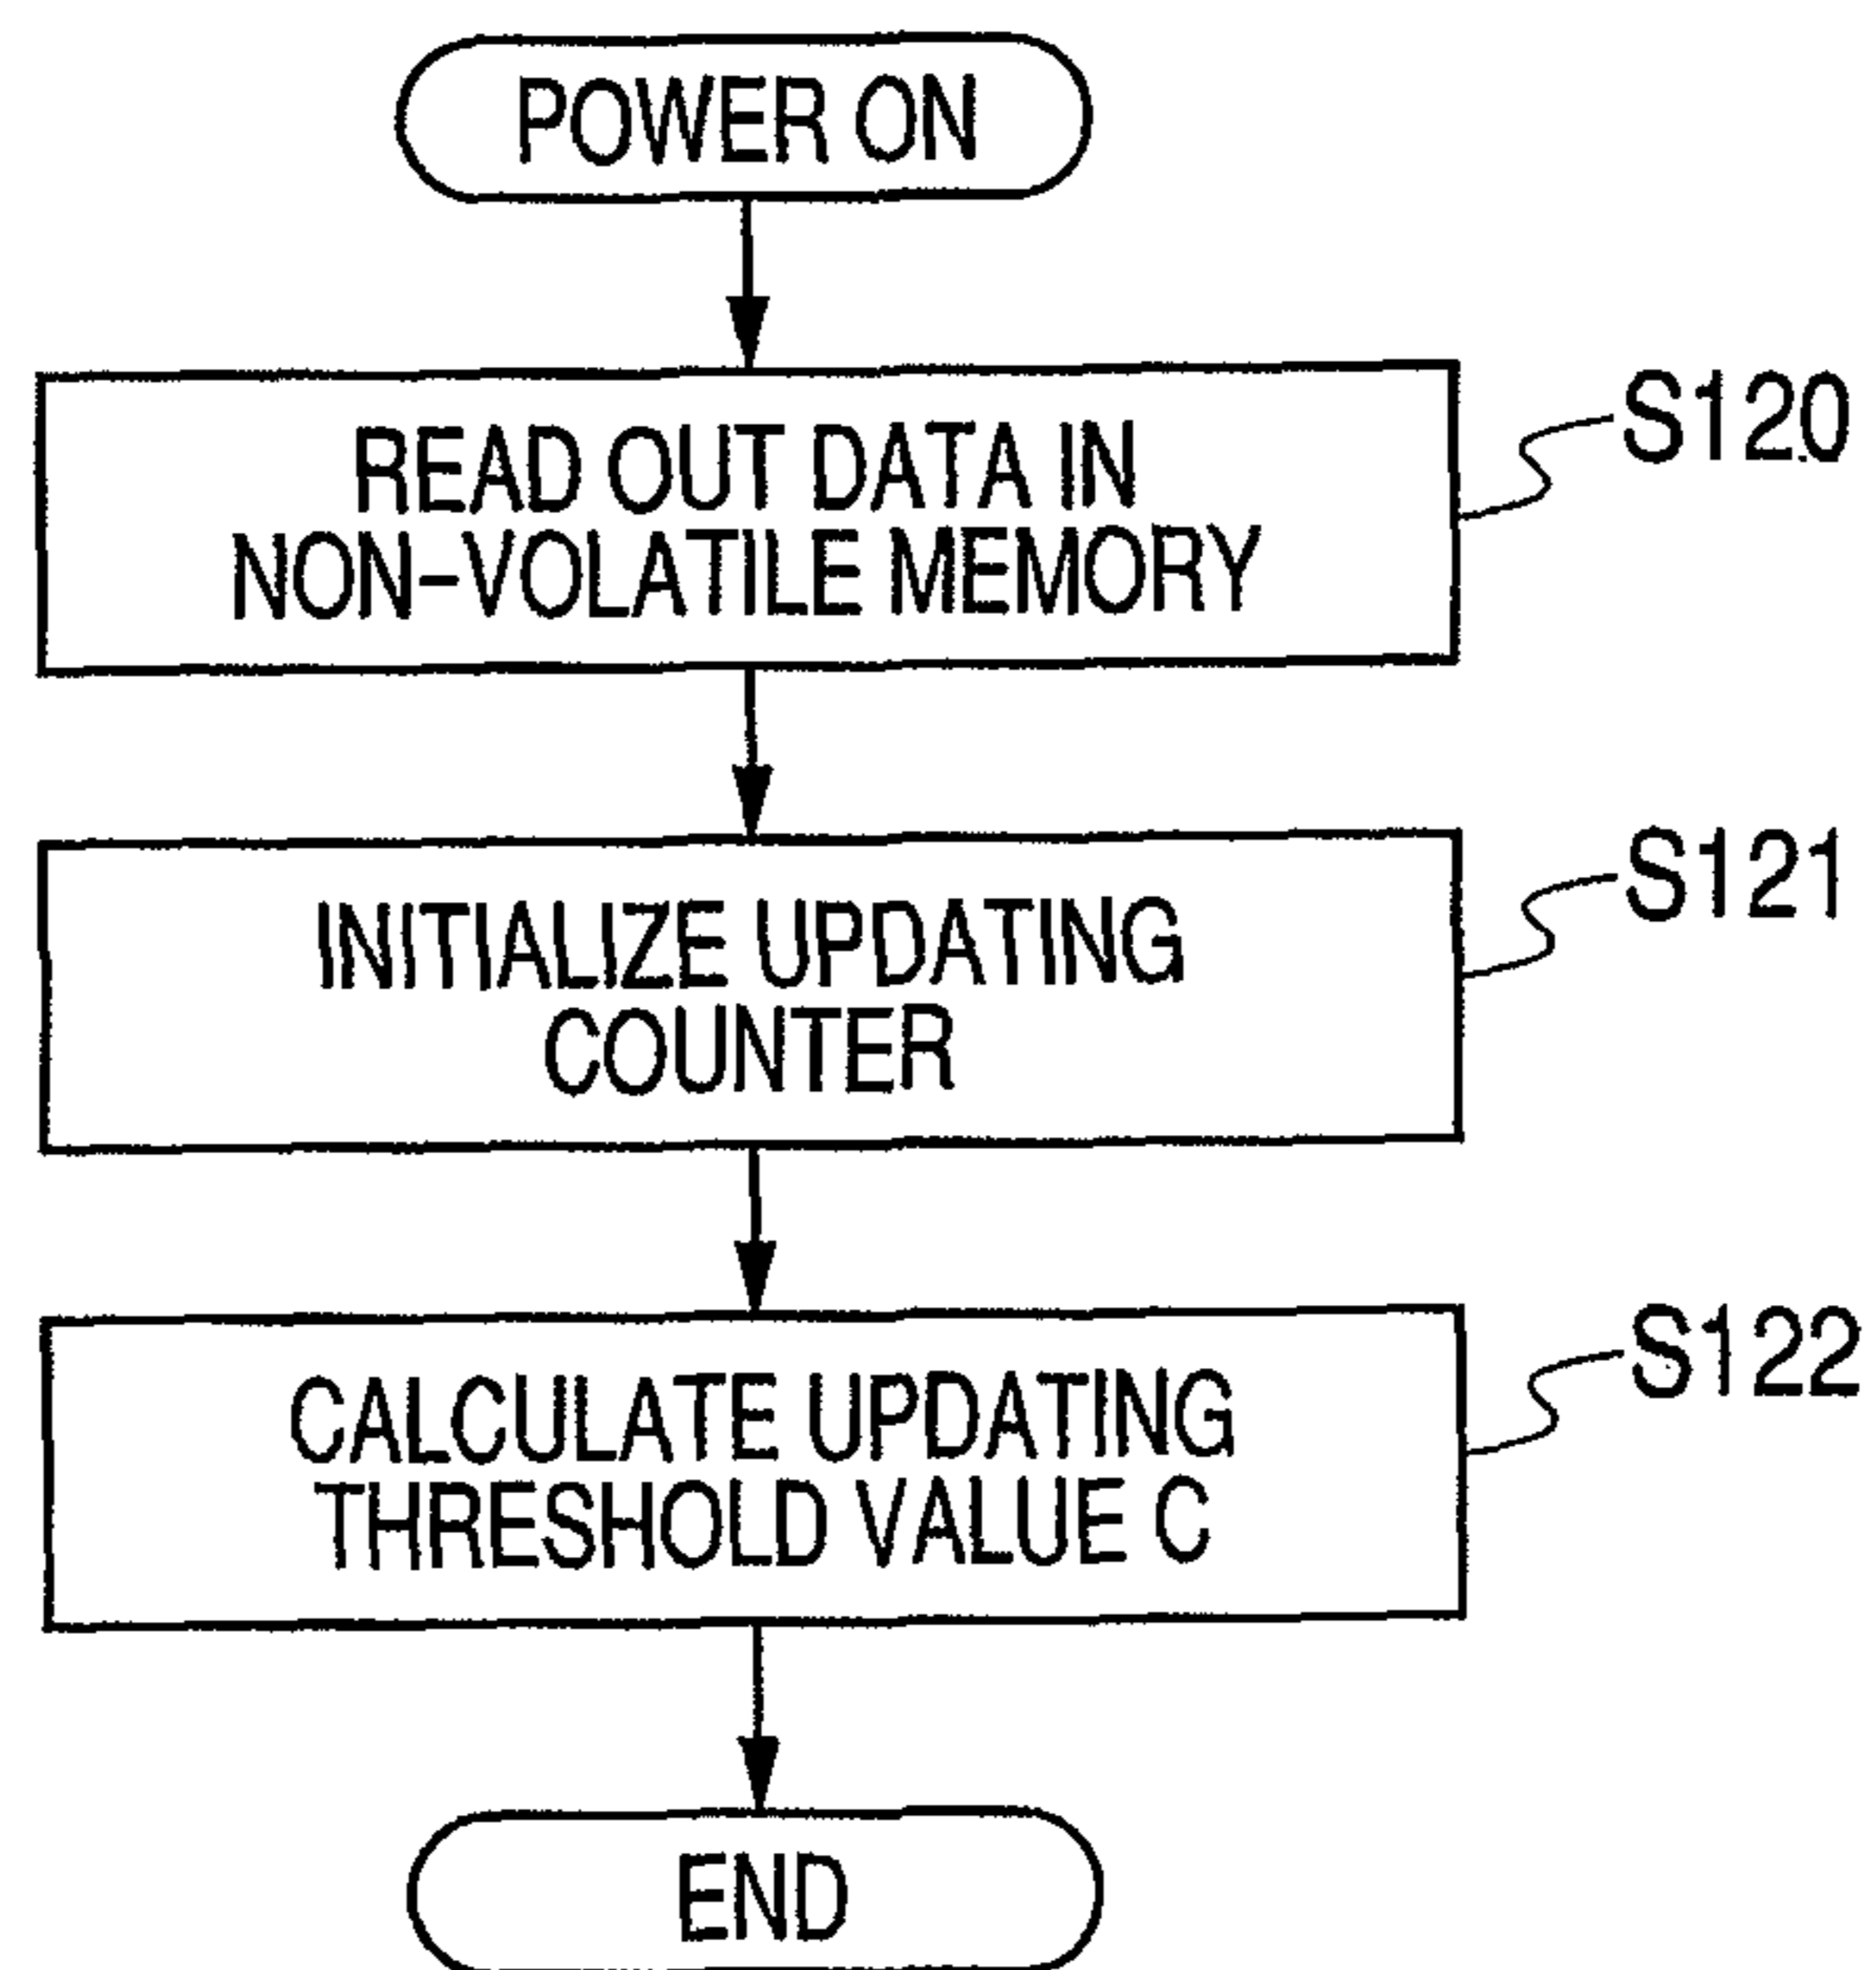 POWER ON
READ OUT DATA IN
NON-VOLATILE MEMORY
S120
INITIALIZE UPDATING
COUNTER
S121
CALCULATE UPDATING
THRESHOLD VALUE C
S122
END